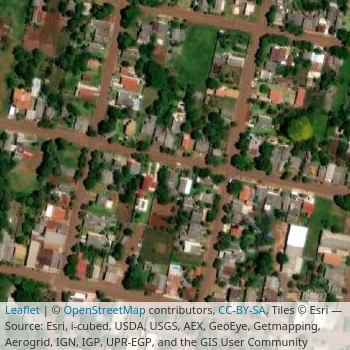 Leaflet | © OpenStreetMap contributors, CC-BY-SA, Tiles © Esri —
Source: Esri, i-cubed, USDA, USGS, AEX, GeoEye, Getmapping,
Aerogrid, IGN, IGP, UPR-EGP, and the GIS User Community